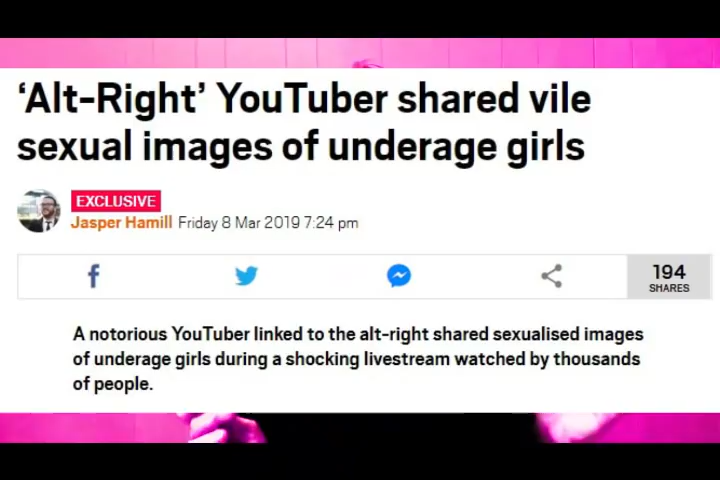 ‘Alt-Right’ YouTuber shared vile
sexual images of underage girls
EXCLUSIVE
Jasper Hamill Friday 8 Mar 2019 7:24 pm
194
SHARES
A notorious YouTuber linked to the alt-right shared sexualised images
of underage girls during a shocking livestream watched by thousands
of people.